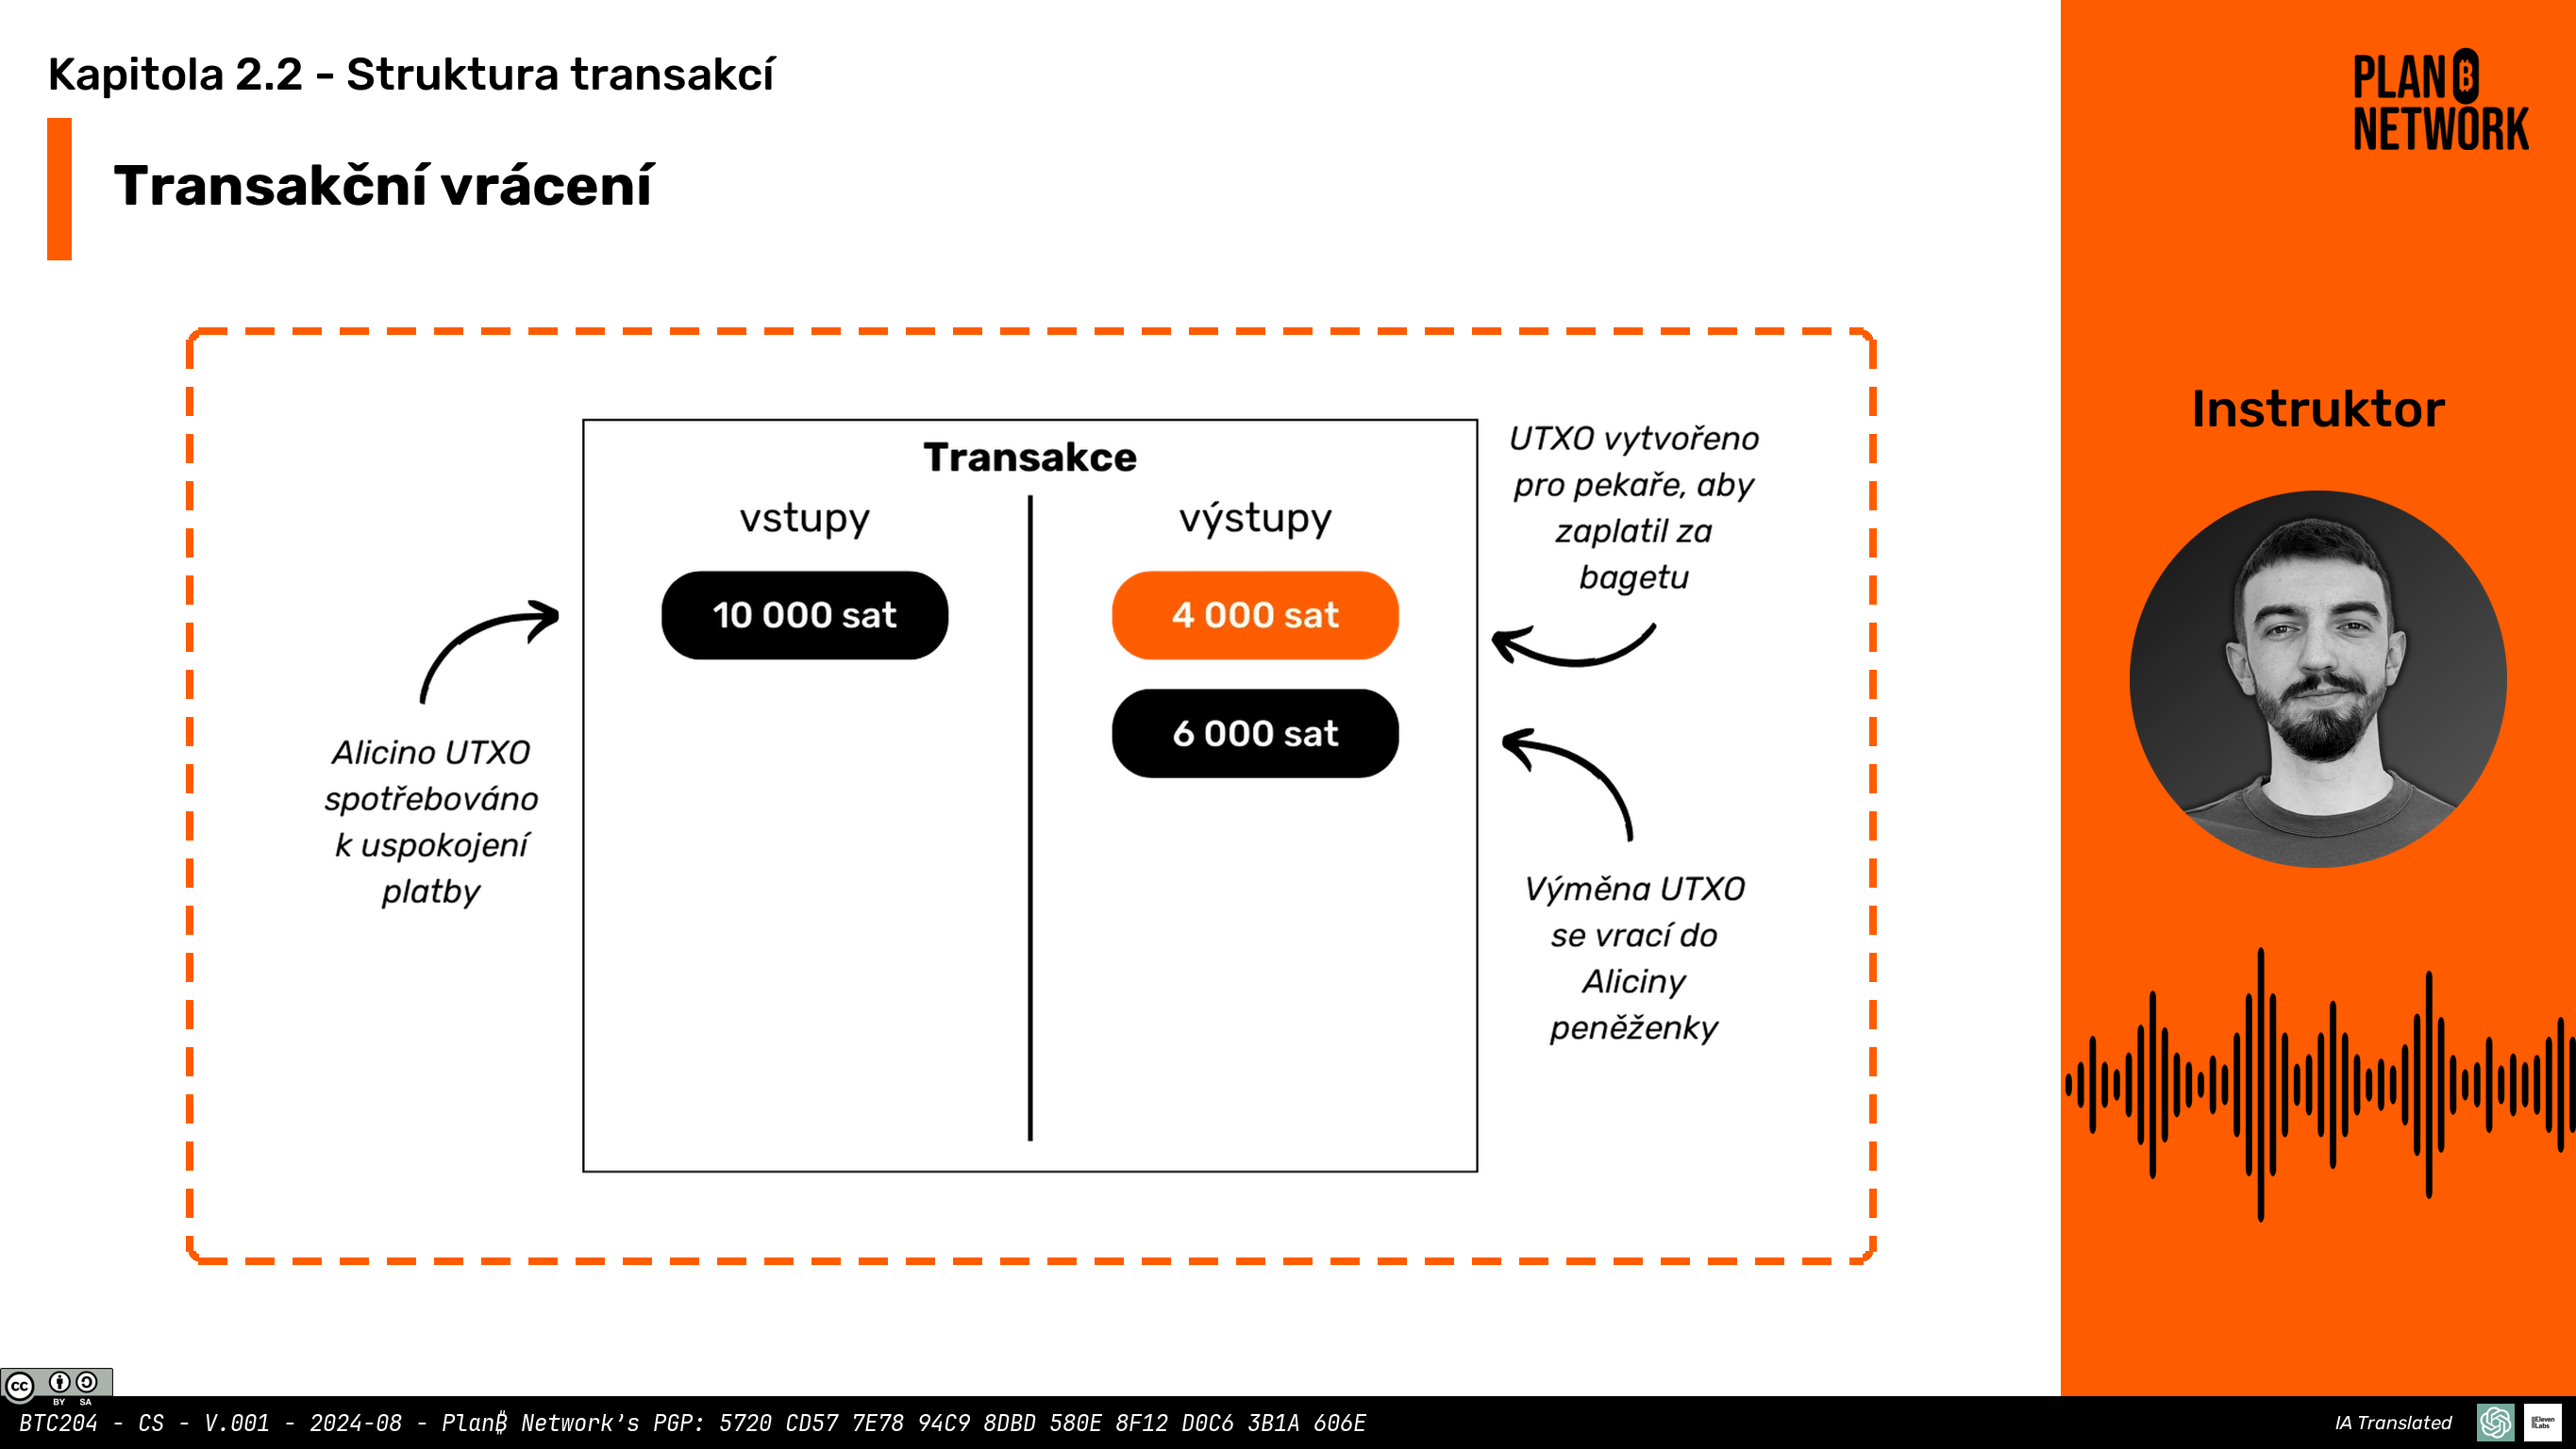 Kapitola 2.2 - Struktura transakcí
Transakční vrácení
PLAN B
NETWORK
Instruktor
Transakce
vstupy
výstupy
10 000 sat
4 000 sat
6 000 sat
Alicino UTXO
spotřebováno
k uspokojení
platby
UTXO vytvořeno
pro pekaře, aby
zaplatil za
bagetu
Výměna UTXO
se vrací do
Aliciny
peněženky
CC BY SA
BTC204 - CS - V.001 - 2024-08 - Plan₿ Network's PGP: 5720 CD57 7E78 94C9 8DBD 580E 8F12 D0C6 3B1A 606E
IA Translated
ElevenLabs